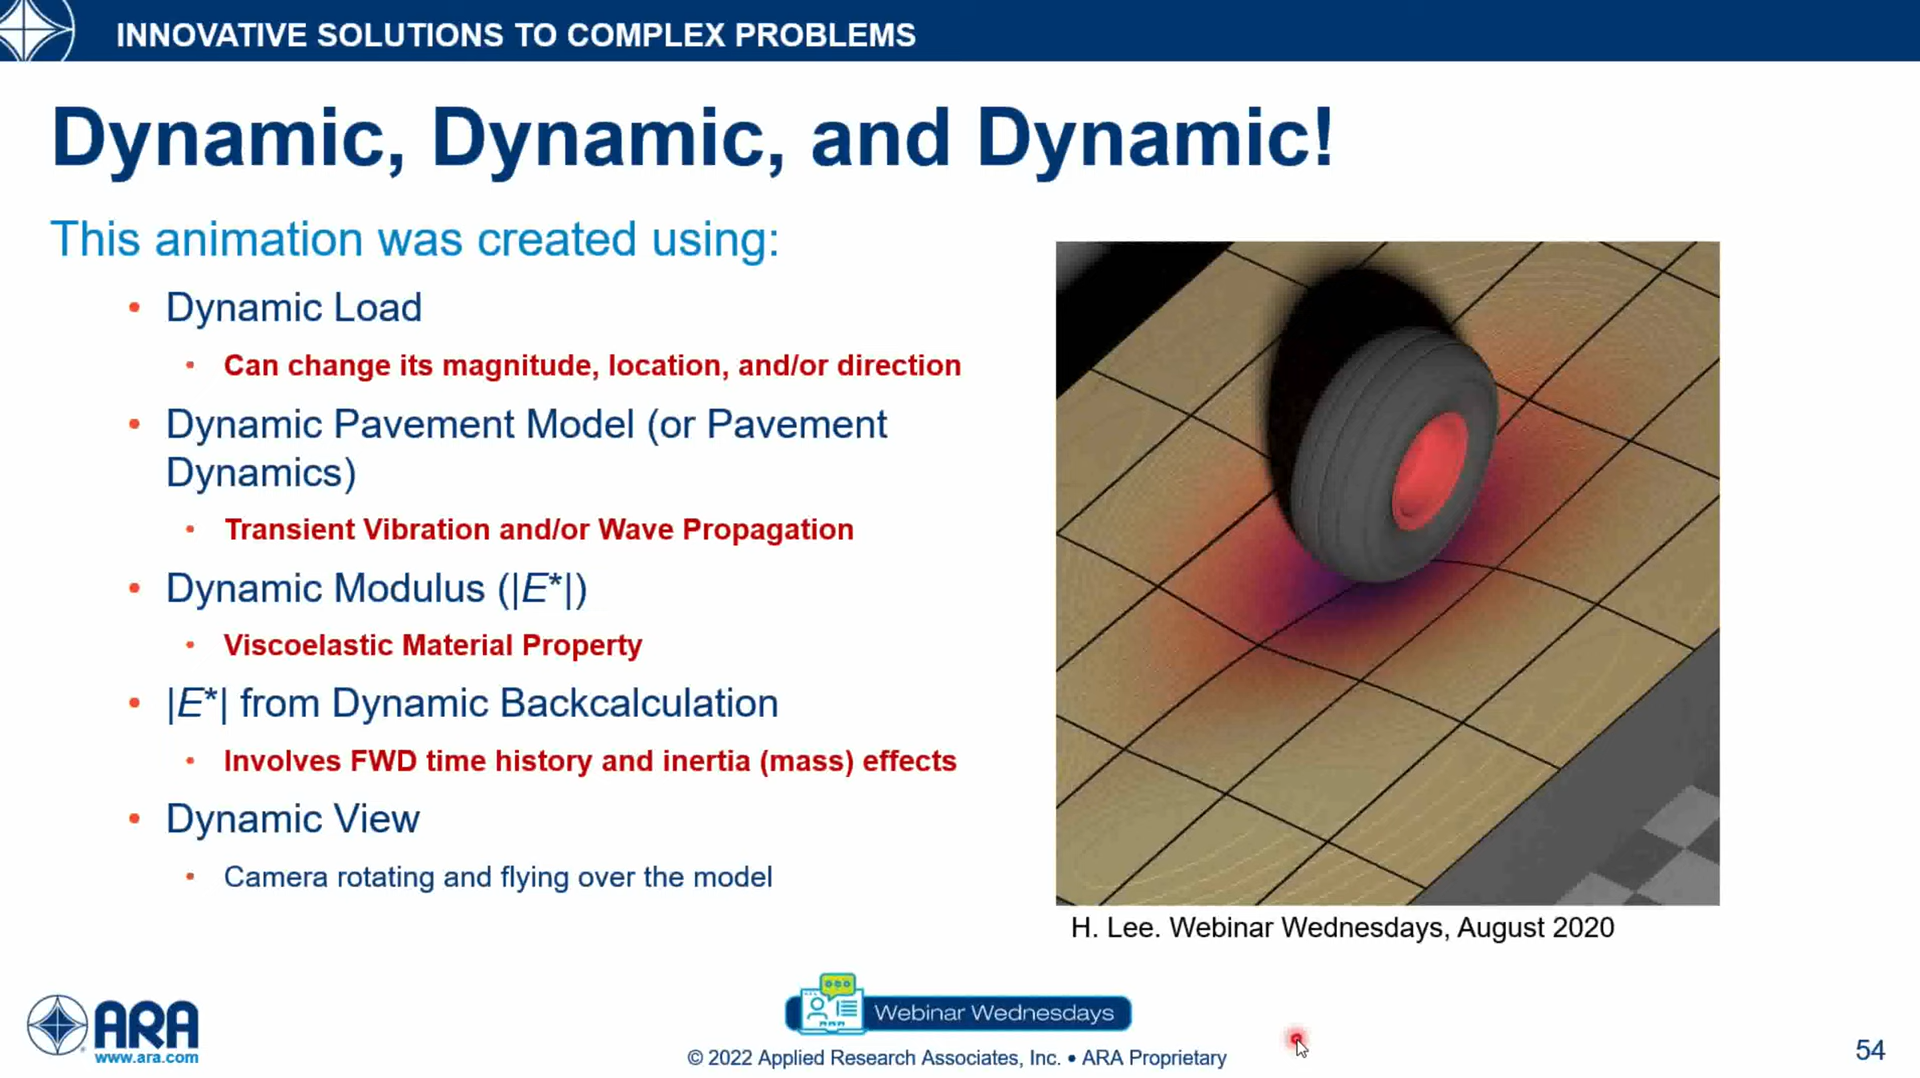 INNOVATIVE SOLUTIONS TO COMPLEX PROBLEMS
Dynamic, Dynamic, and Dynamic!
This animation was created using:
• Dynamic Load
• Can change its magnitude, location, and/or direction
• Dynamic Pavement Model (or Pavement
Dynamics)
• Transient Vibration and/or Wave Propagation
• Dynamic Modulus (|E*|)
• Viscoelastic Material Property
• |E*| from Dynamic Backcalculation
• Involves FWD time history and inertia (mass) effects
• Dynamic View
• Camera rotating and flying over the model
H. Lee. Webinar Wednesdays, August 2020
ARA
www.ara.com
ARA
Webinar Wednesdays
© 2022 Applied Research Associates, Inc. • ARA Proprietary
54